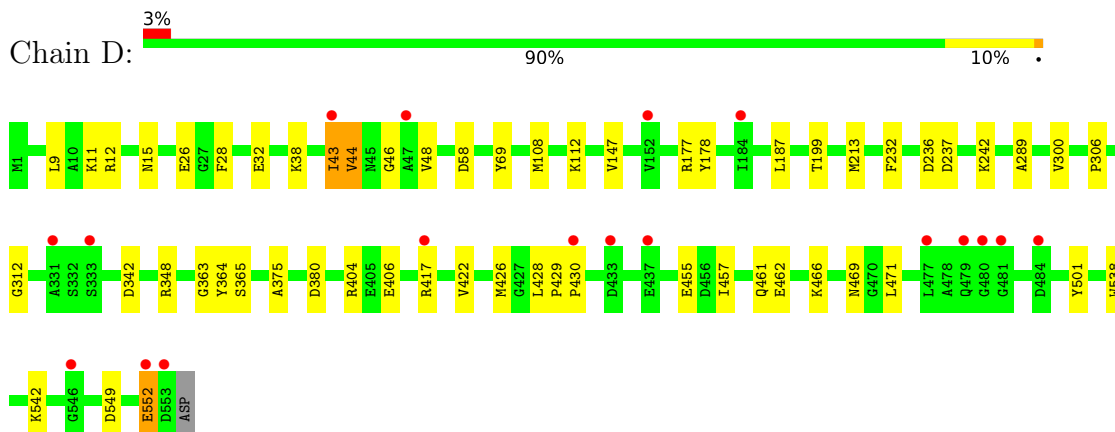 3%
Chain D:
90% 10% •
M1 L9 A10 K11 R12 N15 E26 G27 F28 E32 K38 I43 V44 N45 G46 A47 V48 D58 Y69 M108 K112 V147 V152 R177 Y178 I184 L187 T199 M213 F232 D236 D237 K242 A289 V300 P306
G312 A331 S332 S333 D342 R348 G363 Y364 S365 A375 D380 R404 E405 E406 R417 V422 M426 G427 L428 P429 P430 D433 E437 E455 D456 I457 Q461 E462 K466 N469 G470 L471 L477 A478 Q479 G480 G481 D484 Y501 W538
K542 G546 D549 E552 D553 ASP